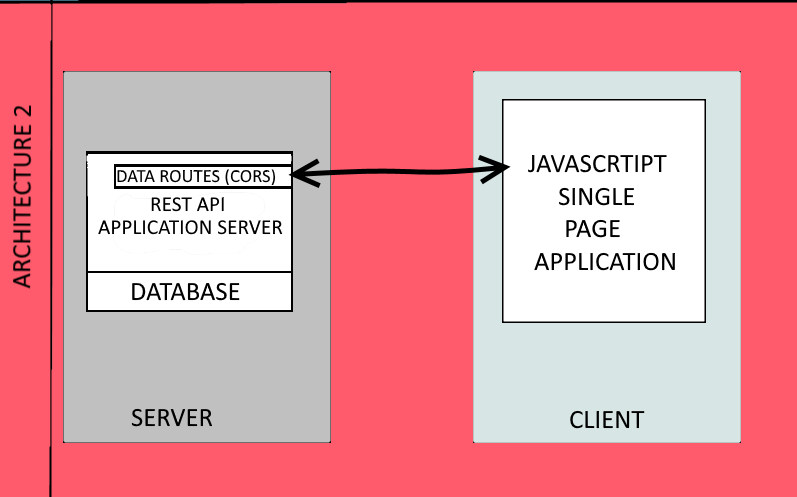 ARCHITECTURE 2
DATA ROUTES (CORS)
REST API
APPLICATION SERVER
DATABASE
SERVER
JAVASCRTIPT
SINGLE
PAGE
APPLICATION
CLIENT